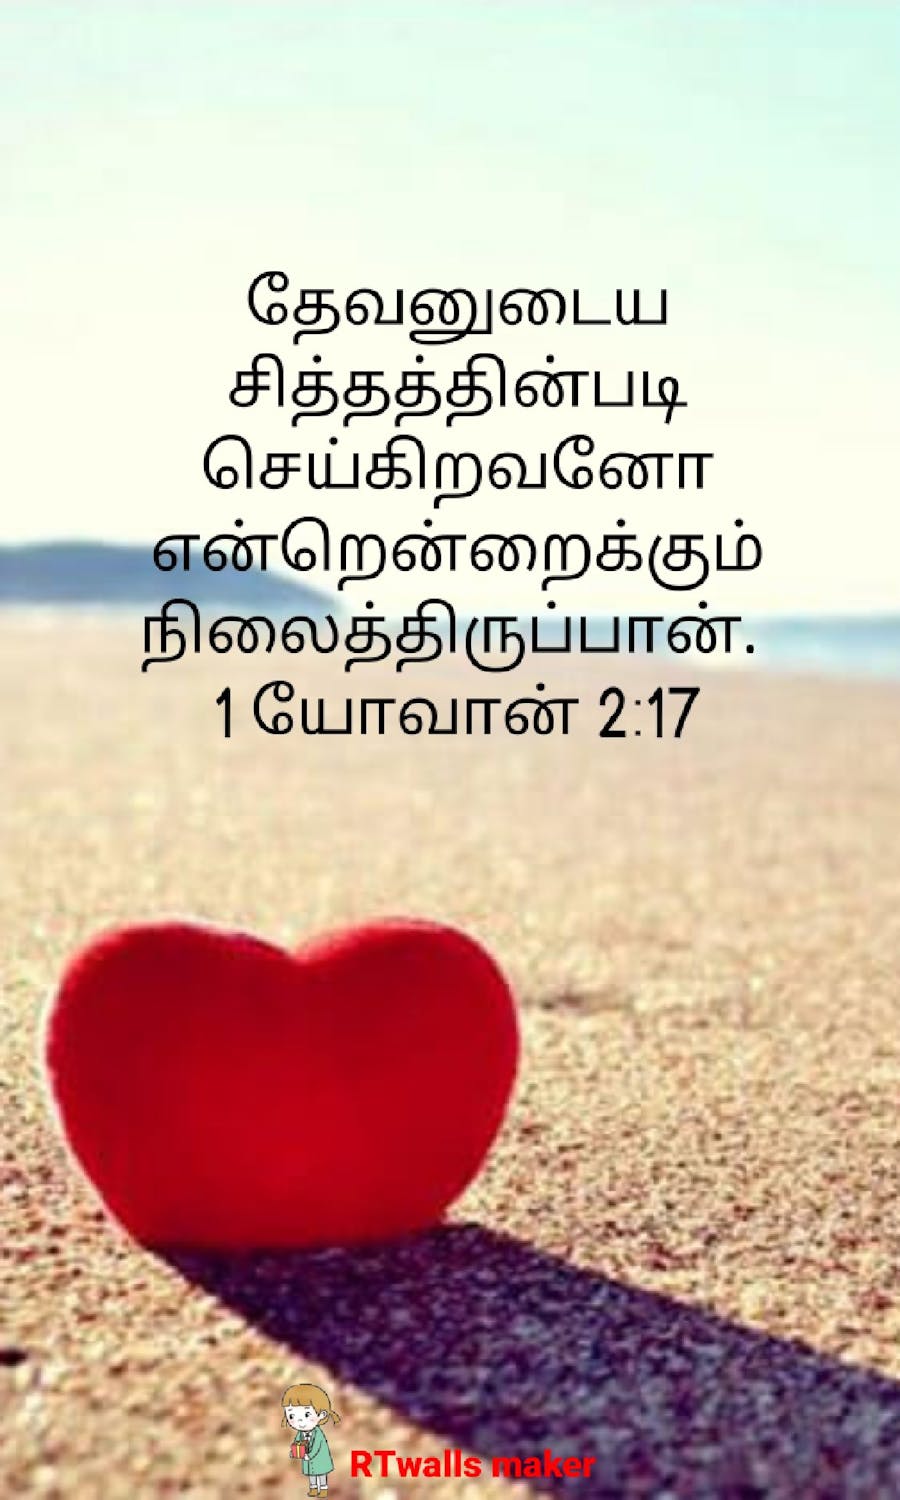 தேவனுடைய
சித்தத்தின்படி
செய்கிறவனோ
என்றென்றைக்கும்
நிலைத்திருப்பான்.
1 யோவான் 2:17
RTwalls maker